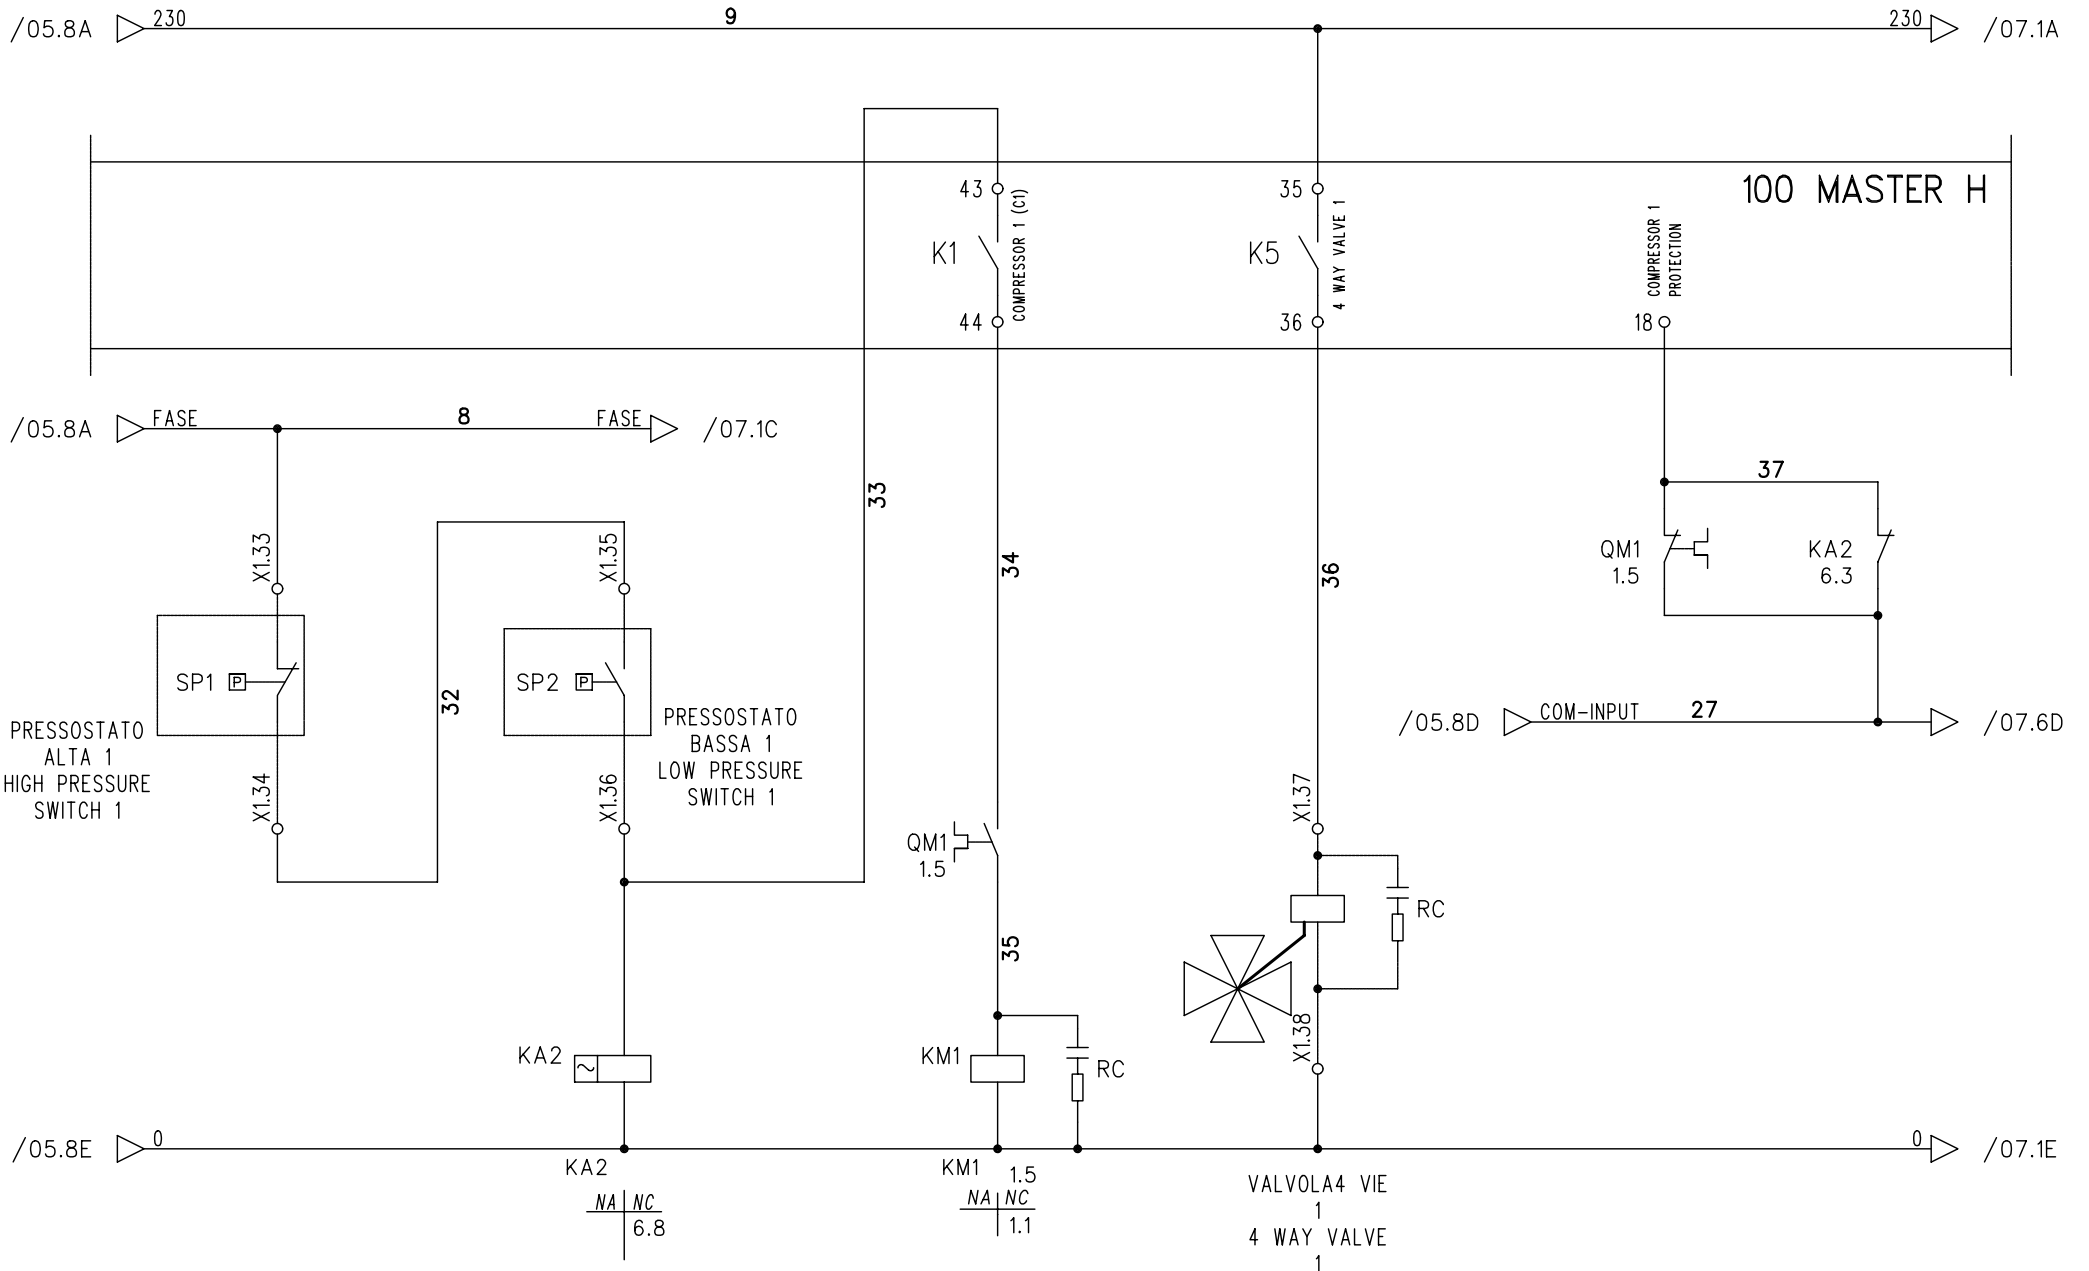 /05.8A 230 9 230 /07.1A
100 MASTER H
43 K1 44 COMPRESSOR 1 (C1)
35 K5 36 4 WAY VALVE 1
COMPRESSOR 1
PROTECTION
18
/05.8A FASE 8 FASE /07.1C
X1.33
SP1 P
X1.34
PRESSOSTATO
ALTA 1
HIGH PRESSURE
SWITCH 1
32
X1.35
SP2 P
X1.36
PRESSOSTATO
BASSA 1
LOW PRESSURE
SWITCH 1
33
34
QM1
1.5
35
36
X1.37
RC
X1.38
37
QM1
1.5
KA2
6.3
/05.8D COM-INPUT 27 /07.6D
KA2
KM1
RC
/05.8E 0 0 /07.1E
KA2
NA NC
6.8
KM1 1.5
NA NC
1.1
VALVOLA4 VIE
1
4 WAY VALVE
1